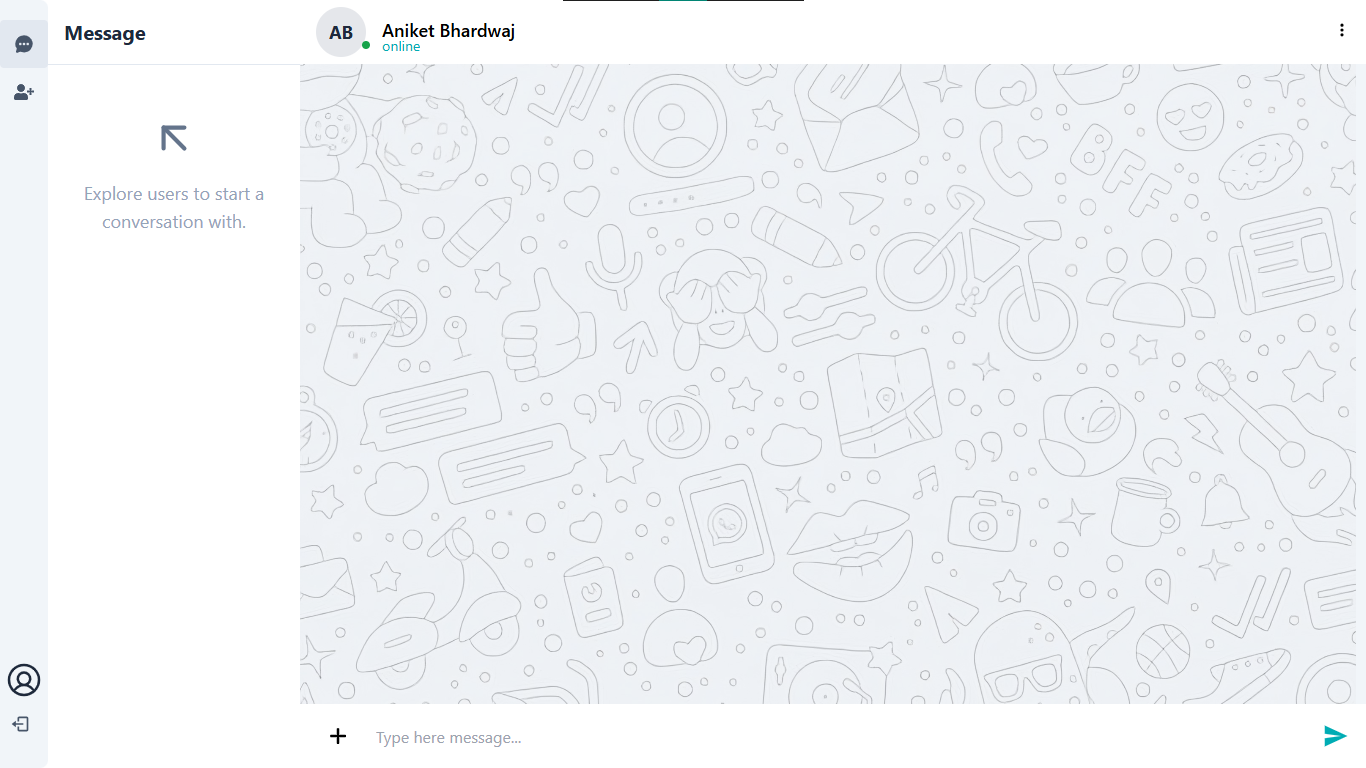 Message
AB
Aniket Bhardwaj
online
Explore users to start a
conversation with.
BFF
Type here message...